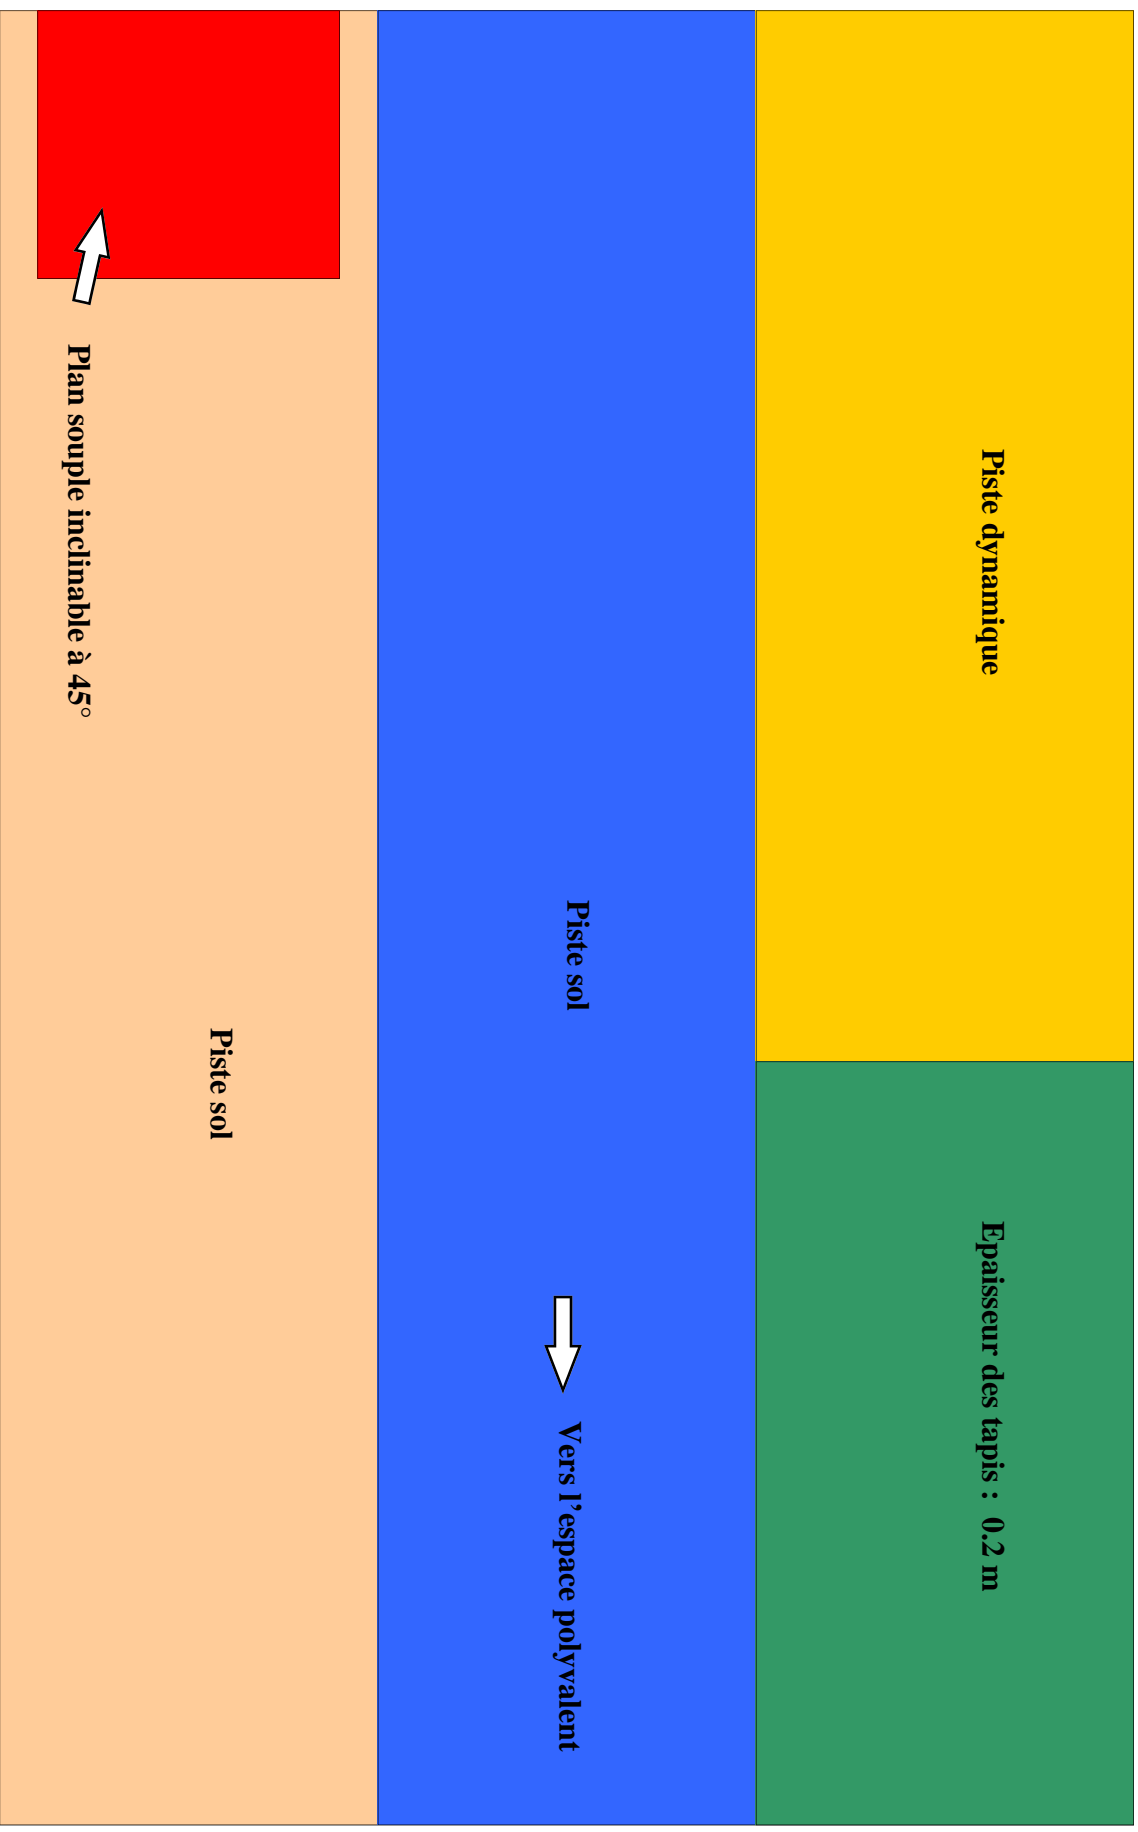 Piste dynamique
Epaisseur des tapis : 0.2 m
Piste sol
Vers l’espace polyvalent
Plan souple inclinable à 45°
Piste sol